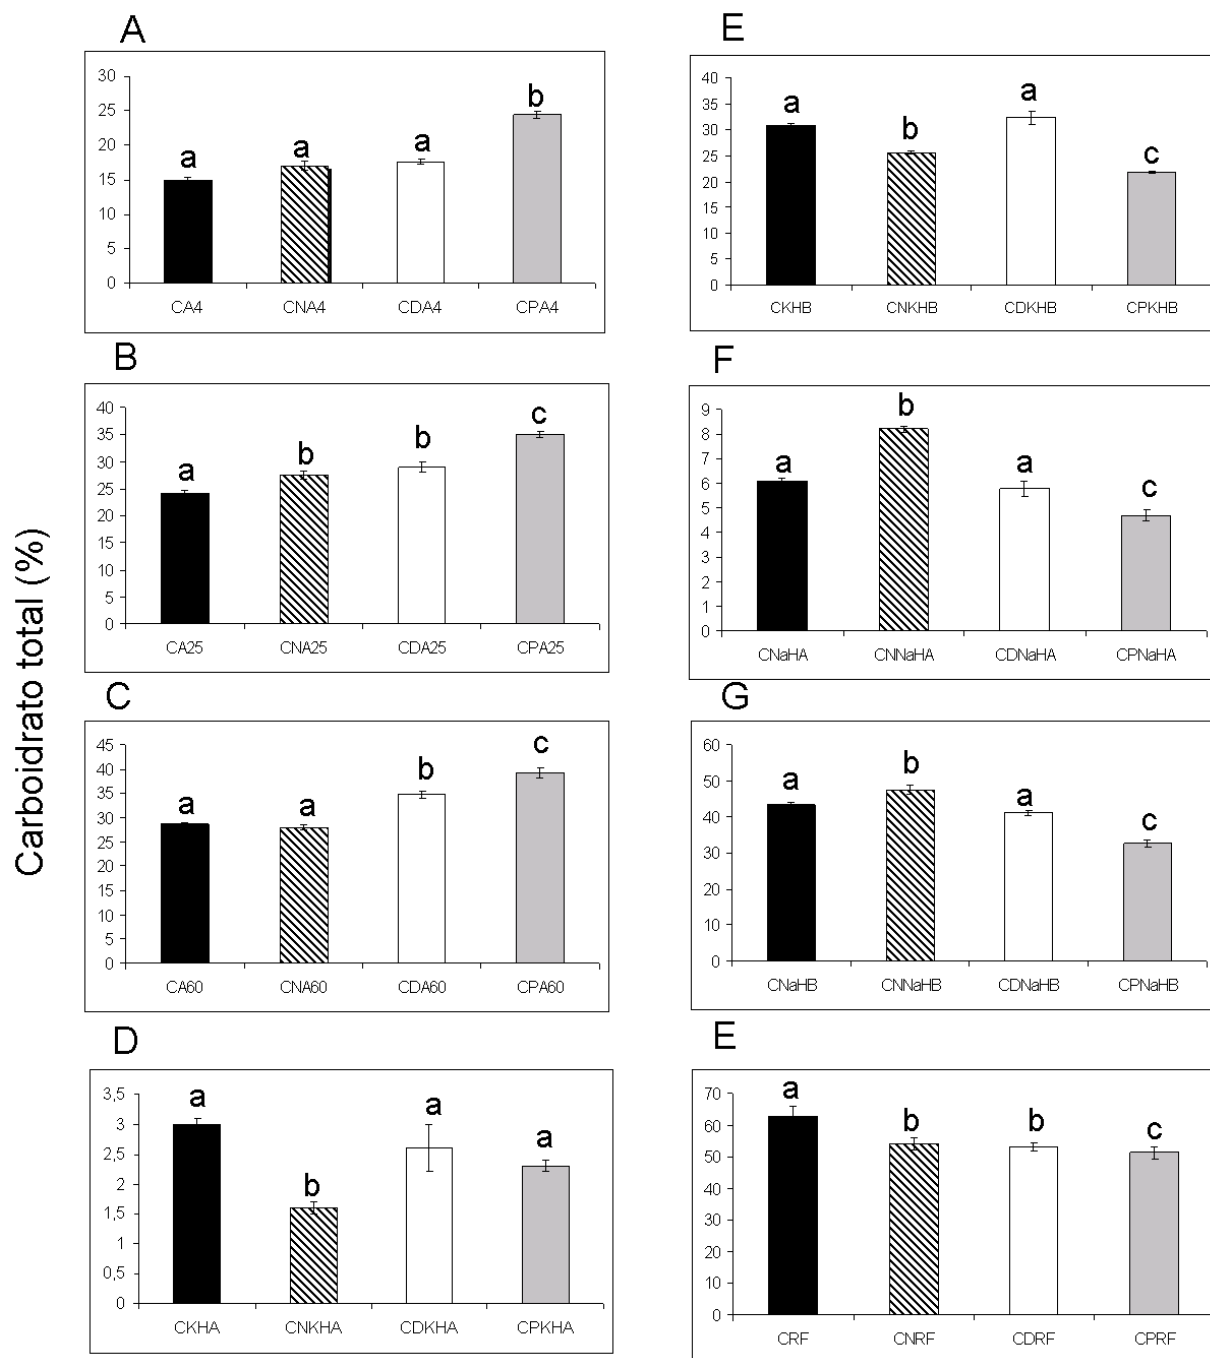 Carboidrato total (%)
A
30
25
20
15
10
5
0
a
a
a
b
CA4 CNA4 CDA4 CPA4
B
40
35
30
25
20
15
10
5
0
a
b
b
c
CA25 CNA25 CDA25 CPA25
C
45
40
35
30
25
20
15
10
5
0
a
a
b
c
CA60 CNA60 CDA60 CPA60
D
3,5
3
2,5
2
1,5
1
0,5
0
a
b
a
a
CKHA CNKHA CDKHA CPKHA
E
40
35
30
25
20
15
10
5
0
a
b
a
c
CKHB CNKHB CDKHB CPKHB
F
9
8
7
6
5
4
3
2
1
0
a
b
a
c
CNaHA CNNaHA CDNaHA CPNaHA
G
60
50
40
30
20
10
0
a
b
a
c
CNaHB CNNaHB CDNaHB CPNaHB
E
70
60
50
40
30
20
10
0
a
b
b
c
CRF CNRF CDRF CPRF